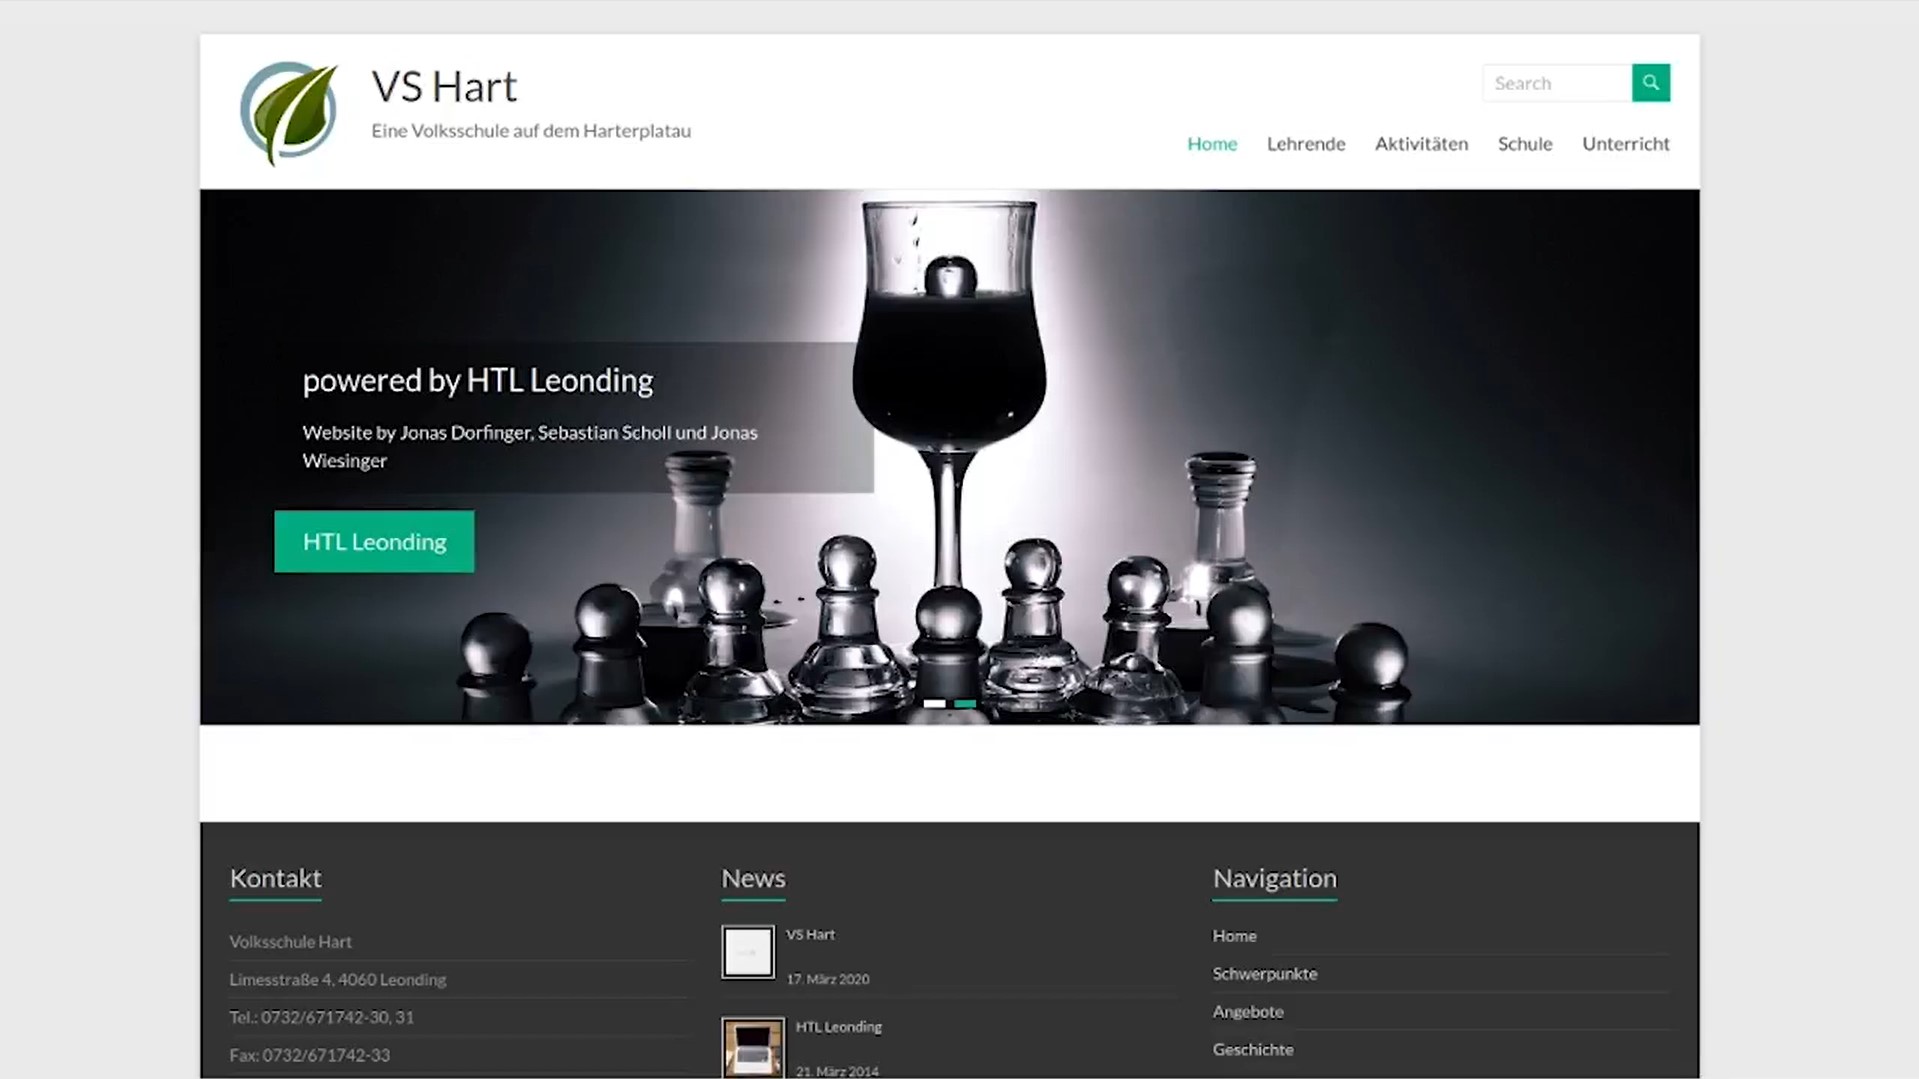 VS Hart
Eine Volksschule auf dem Harterplatau
Search
Home Lehrende Aktivitäten Schule Unterricht
powered by HTL Leonding
Website by Jonas Dorfinger, Sebastian Scholl und Jonas
Wiesinger
HTL Leonding
Kontakt
Volksschule Hart
Limesstraße 4, 4060 Leonding
Tel.: 0732/671742-30, 31
Fax: 0732/671742-33
News
VS Hart
17. März 2020
HTL Leonding
21. März 2014
Navigation
Home
Schwerpunkte
Angebote
Geschichte